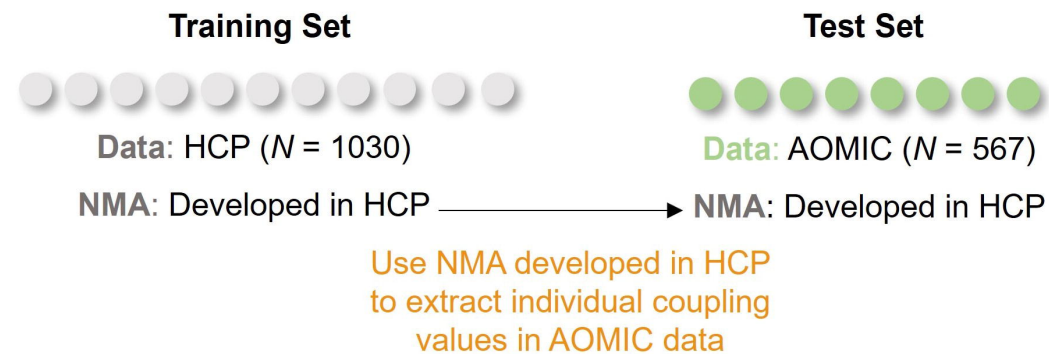 Training Set
Test Set
Data: HCP (N = 1030)
Data: AOMIC (N = 567)
NMA: Developed in HCP
NMA: Developed in HCP
Use NMA developed in HCP
to extract individual coupling
values in AOMIC data